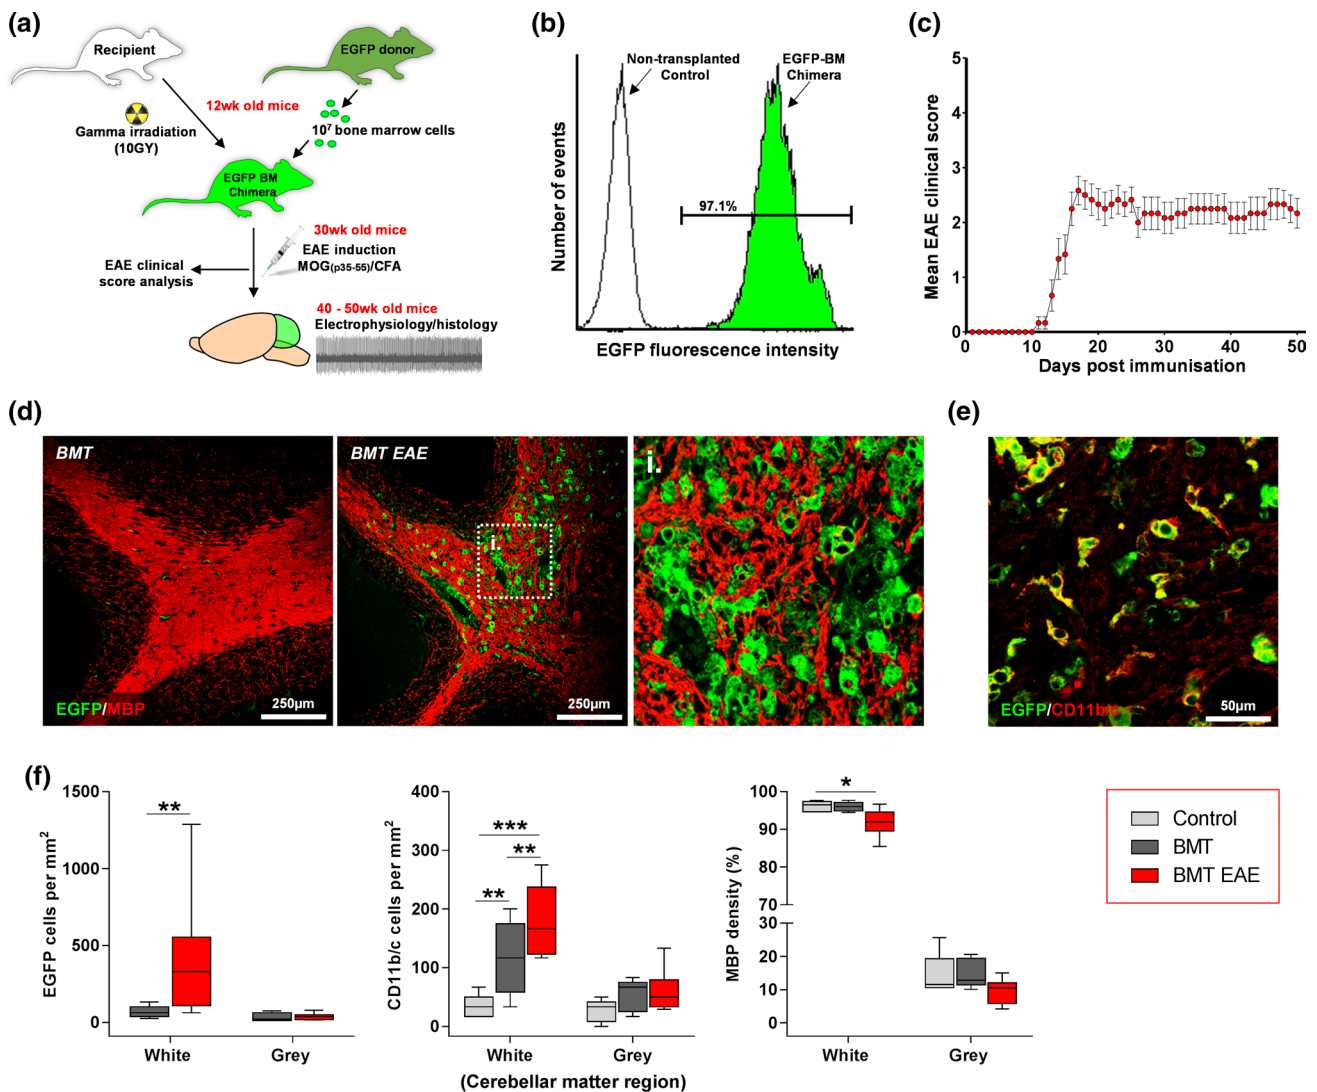 (a)
Recipient
EGFP donor
12wk old mice
Gamma irradiation
(10GY)
10⁷ bone marrow cells
EGFP BM
Chimera
30wk old mice
EAE induction
MOG(p35-55)/CFA
EAE clinical
score analysis
40 - 50wk old mice
Electrophysiology/histology
(b)
Number of events
Non-transplanted
Control
EGFP-BM
Chimera
97.1%
EGFP fluorescence intensity
(c)
Mean EAE clinical score
5
4
3
2
1
0
0
10
20
30
40
50
Days post immunisation
(d)
BMT
EGFP/MBP
250µm
BMT EAE
i.
250µm
i.
(e)
EGFP/CD11b/c
50µm
(f)
EGFP cells per mm²
1500
1000
500
0
**
White
Grey
CD11b/c cells per mm²
400
300
200
100
0
***
**
**
White
Grey
(Cerebellar matter region)
MBP density (%)
100
90
80
70
30
20
10
0
*
White
Grey
Control
BMT
BMT EAE